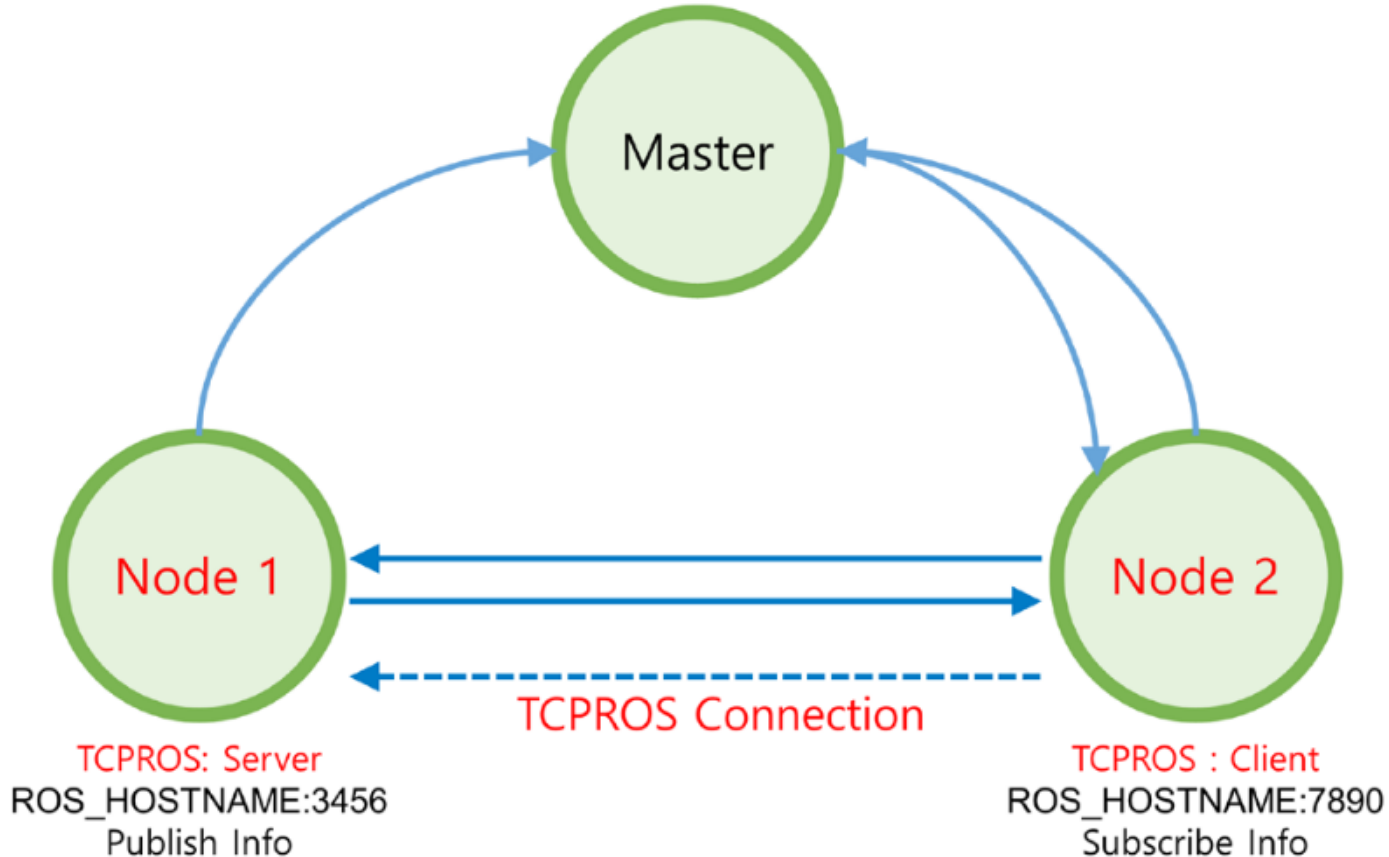 Master
Node 1
Node 2
TCPROS Connection
TCPROS: Server
ROS_HOSTNAME:3456
Publish Info
TCPROS : Client
ROS_HOSTNAME:7890
Subscribe Info